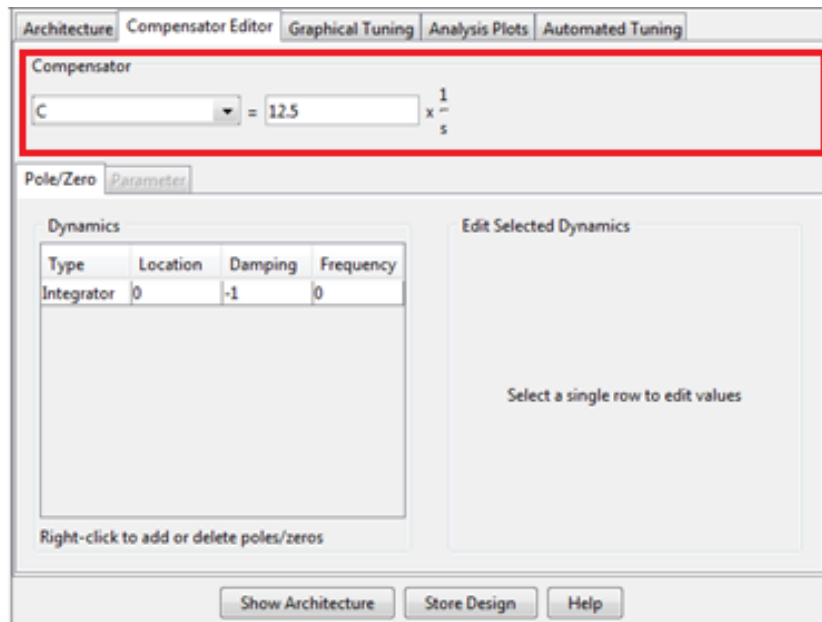 Architecture Compensator Editor Graphical Tuning Analysis Plots Automated Tuning
Compensator
C = 12.5 x 1
s
Pole/Zero Parameter
Dynamics Edit Selected Dynamics
Type Location Damping Frequency
Integrator 0 -1 0
Select a single row to edit values
Right-click to add or delete poles/zeros
Show Architecture Store Design Help